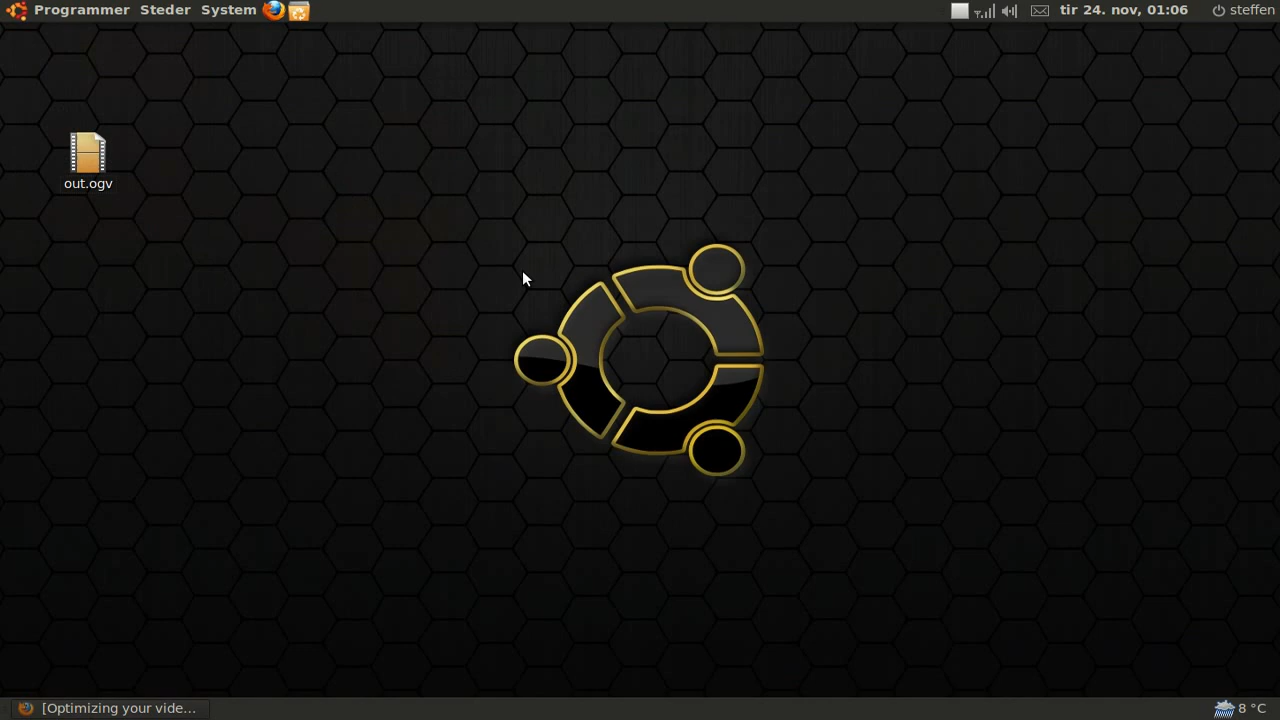 Programmer Steder System tir 24. nov, 01:06 steffen
out.ogv
[Optimizing your vide... 8 °C